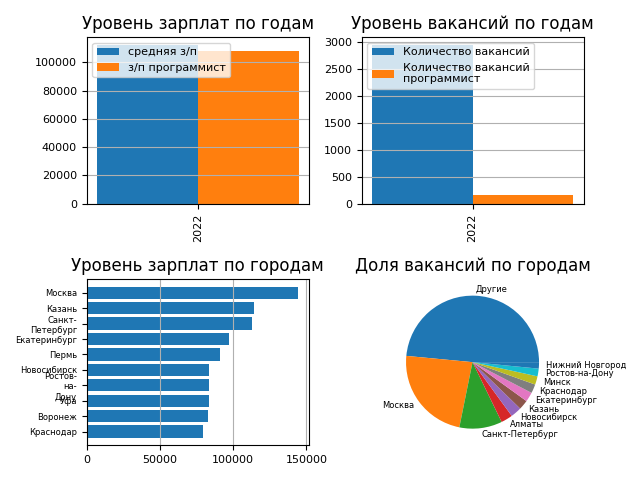 Уровень зарплат по годам
средняя з/п
з/п программист
100000
80000
60000
40000
20000
0
2022
Уровень вакансий по годам
Количество вакансий
Количество вакансий
программист
3000
2500
2000
1500
1000
500
0
2022
Уровень зарплат по городам
Москва
Казань
Санкт-
Петербург
Екатеринбург
Пермь
Новосибирск
Ростов-
на-
Дону
Уфа
Воронеж
Краснодар
0
50000
100000
150000
Доля вакансий по городам
Другие
Москва
Санкт-Петербург
Алматы
Новосибирск
Казань
Екатеринбург
Краснодар
Минск
Ростов-на-Дону
Нижний Новгород